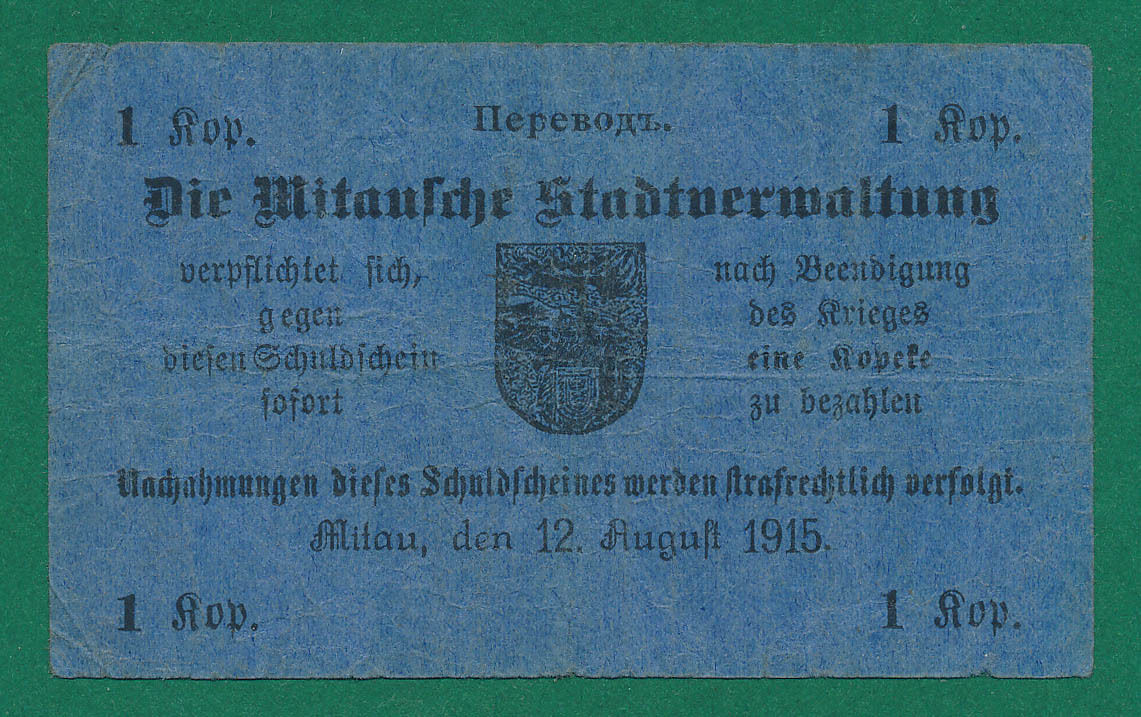 1 Kop. Переводъ. 1 Kop.
Die Mitausche Stadtverwaltung
verpflichtet sich,
gegen
diesen Schuldschein
sofort
nach Beendigung
des Krieges
eine Kopeke
zu bezahlen
Nachahmungen dieses Schuldscheines werden strafrechtlich verfolgt.
Mitau, den 12. August 1915.
1 Kop. 1 Kop.